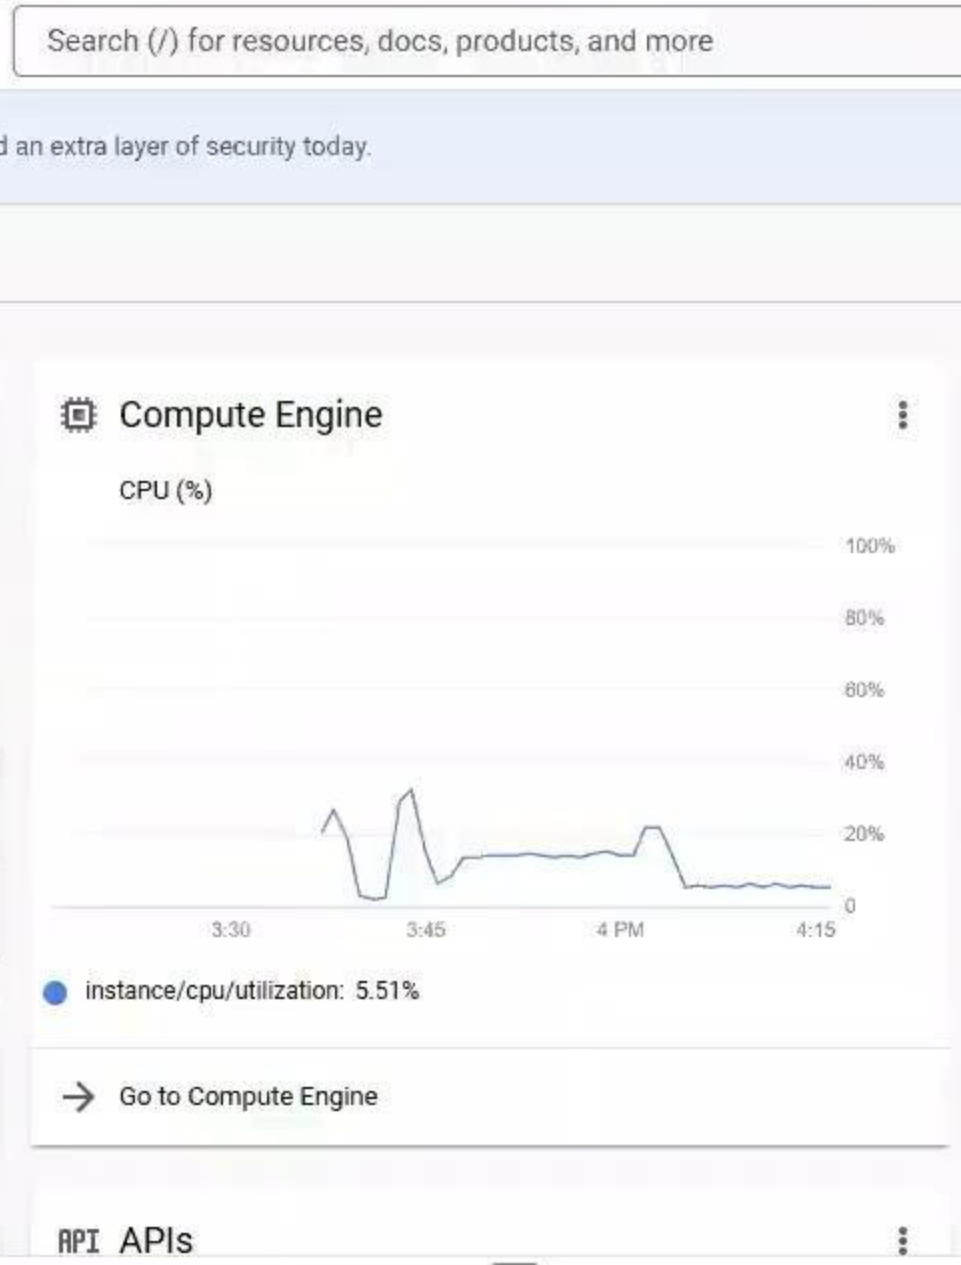 Search (/) for resources, docs, products, and more
an extra layer of security today.
Compute Engine
CPU (%)
100%
80%
60%
40%
20%
0
3:30 3:45 4 PM 4:15
instance/cpu/utilization: 5.51%
Go to Compute Engine
API APIs